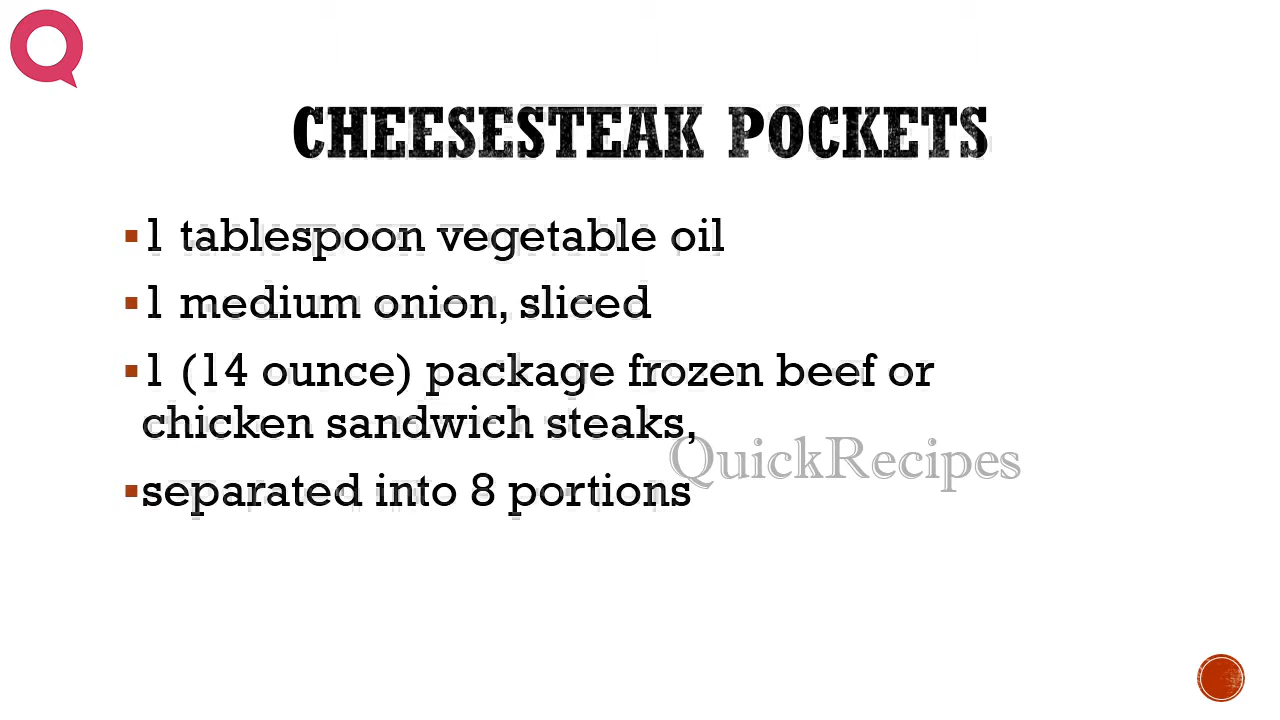 CHEESESTEAK POCKETS
1 tablespoon vegetable oil
1 medium onion, sliced
1 (14 ounce) package frozen beef or
chicken sandwich steaks,
QuickRecipes
separated into 8 portions